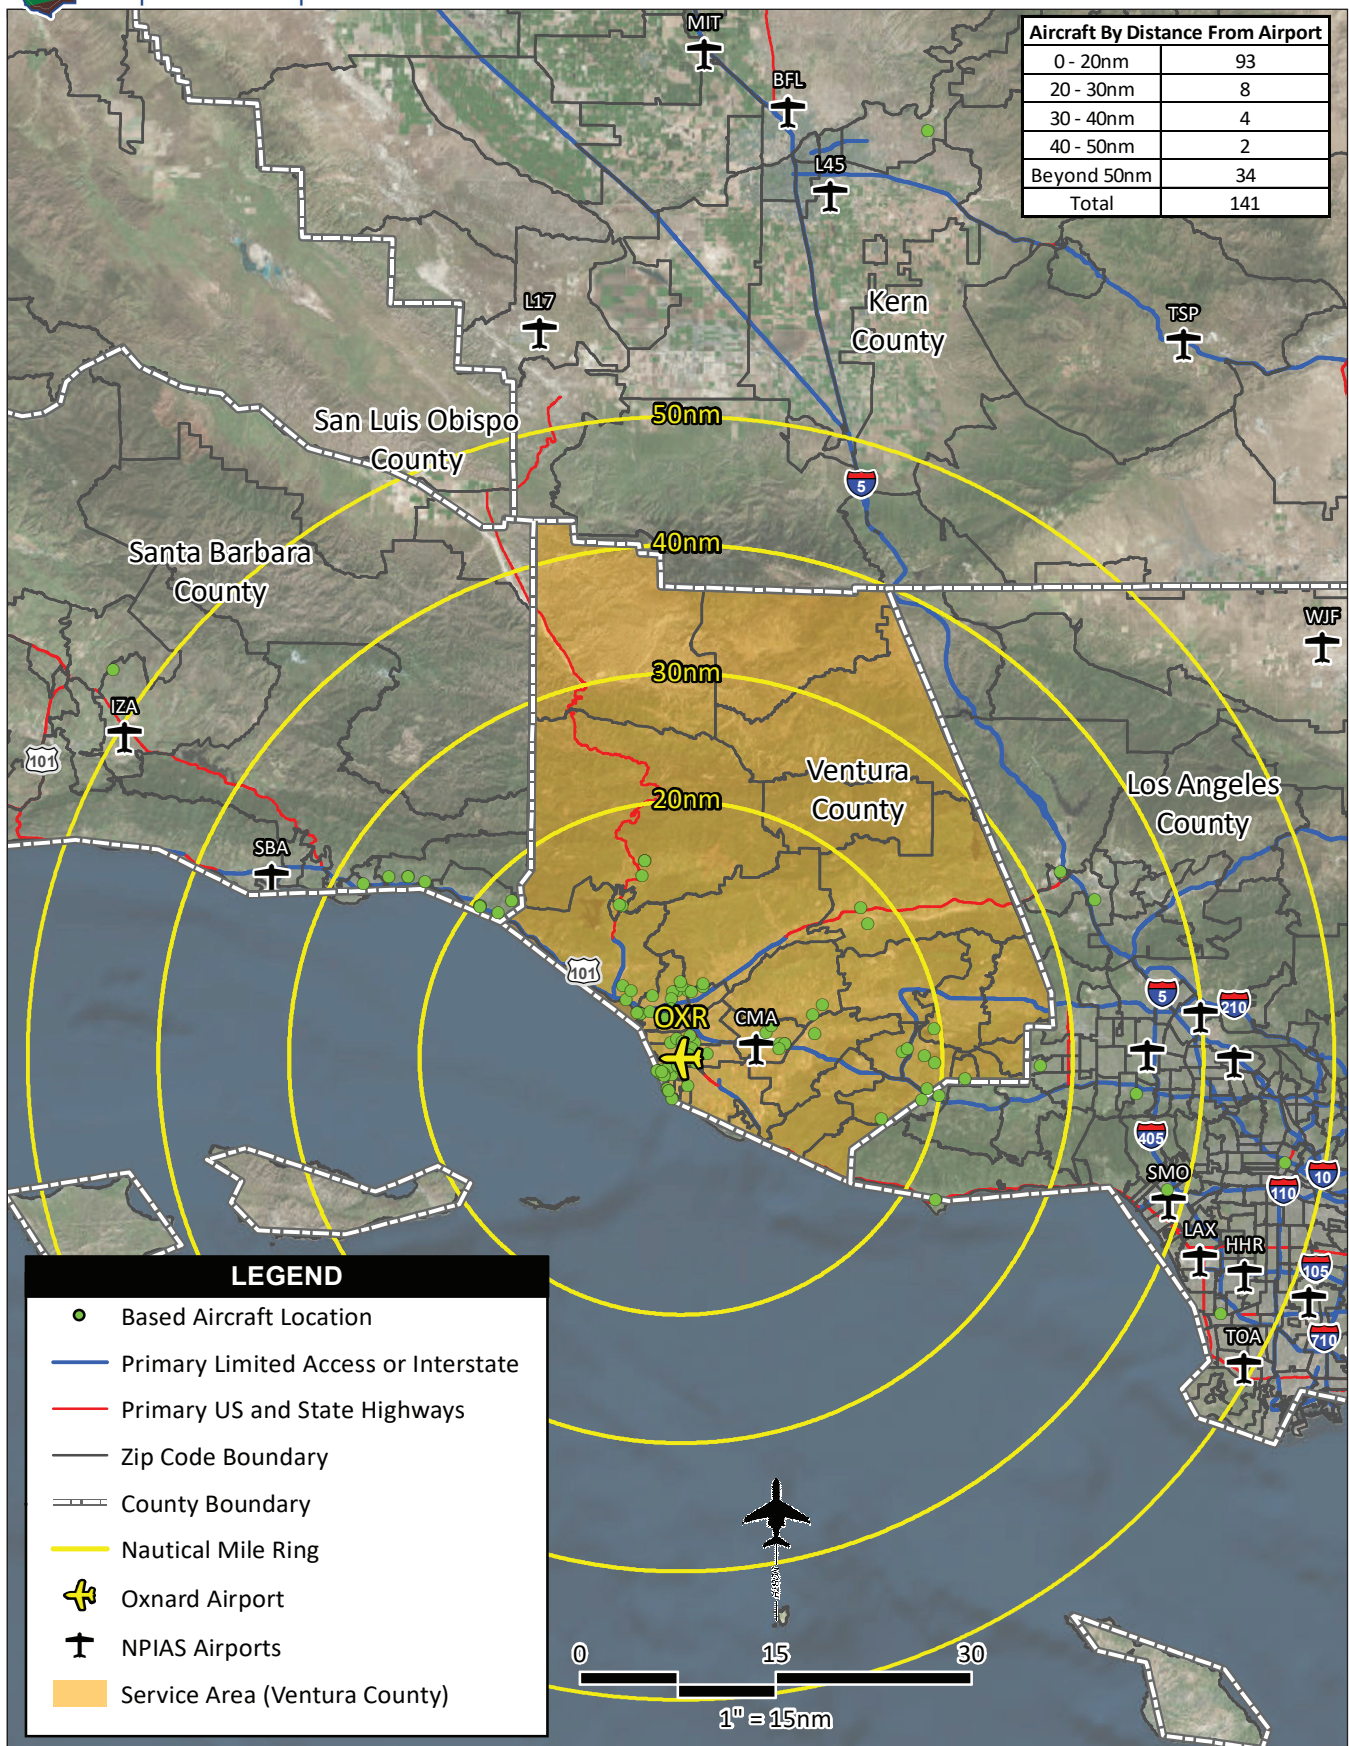 MIT
Aircraft By Distance From Airport
0 - 20nm 93
20 - 30nm 8
30 - 40nm 4
40 - 50nm 2
Beyond 50nm 34
Total 141
BFL
L45
L17
Kern
County
TSP
San Luis Obispo
County
50nm
5
Santa Barbara
County
40nm
WJF
30nm
IZA
101
Ventura
County
Los Angeles
County
20nm
SBA
101
5
210
OXR
CMA
405
SMO
10
110
LAX
HHR
105
TOA
710
LEGEND
Based Aircraft Location
Primary Limited Access or Interstate
Primary US and State Highways
Zip Code Boundary
County Boundary
Nautical Mile Ring
Oxnard Airport
NPIAS Airports
Service Area (Ventura County)
0 15 30
1" = 15nm